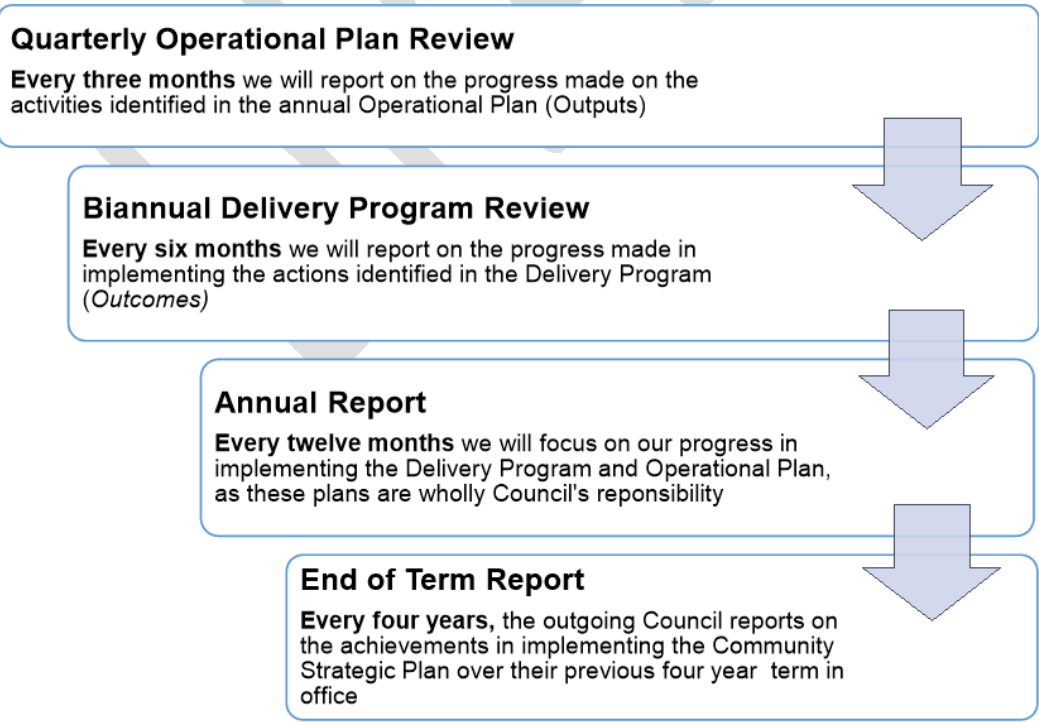 Quarterly Operational Plan Review
Every three months we will report on the progress made on the
activities identified in the annual Operational Plan (Outputs)
Biannual Delivery Program Review
Every six months we will report on the progress made in
implementing the actions identified in the Delivery Program
(Outcomes)
Annual Report
Every twelve months we will focus on our progress in
implementing the Delivery Program and Operational Plan,
as these plans are wholly Council's reponsibility
End of Term Report
Every four years, the outgoing Council reports on
the achievements in implementing the Community
Strategic Plan over their previous four year  term in
office